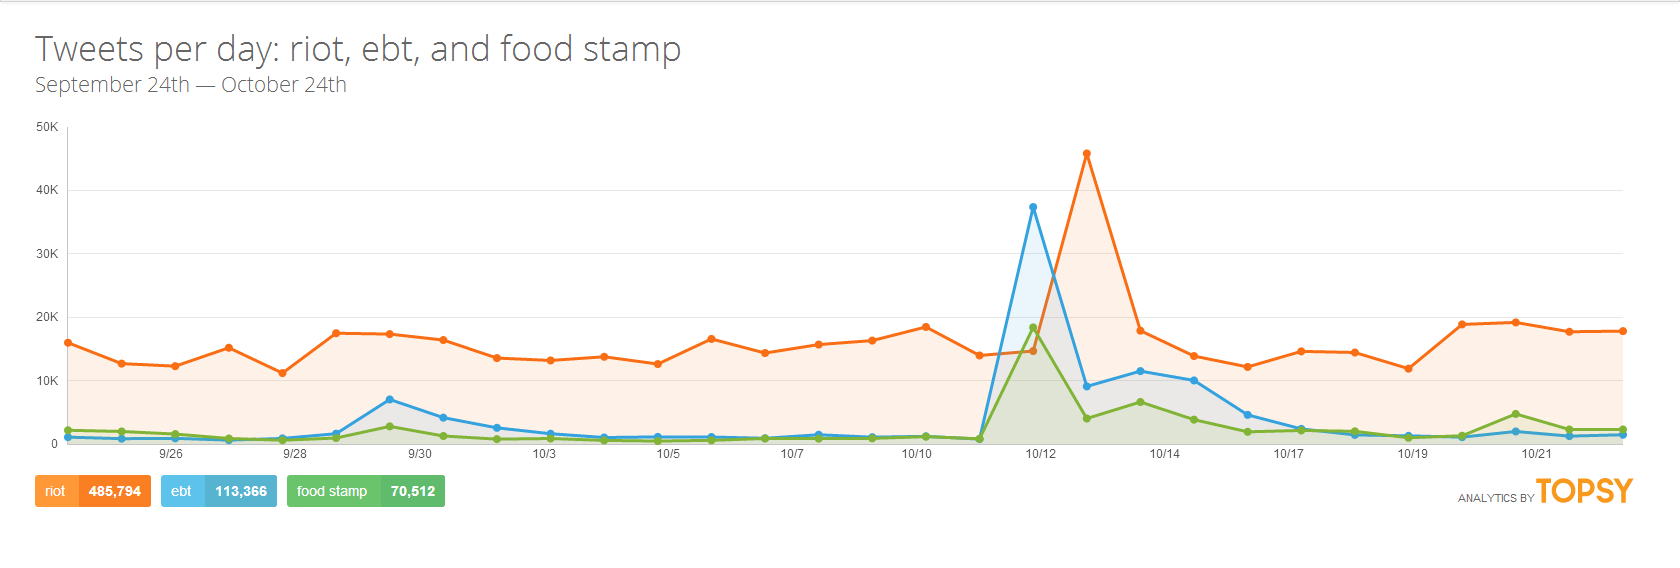 Tweets per day: riot, ebt, and food stamp
September 24th — October 24th
50K
40K
30K
20K
10K
0
9/26 9/28 9/30 10/3 10/5 10/7 10/10 10/12 10/14 10/17 10/19 10/21
riot 485,794 ebt 113,366 food stamp 70,512
ANALYTICS BY TOPSY